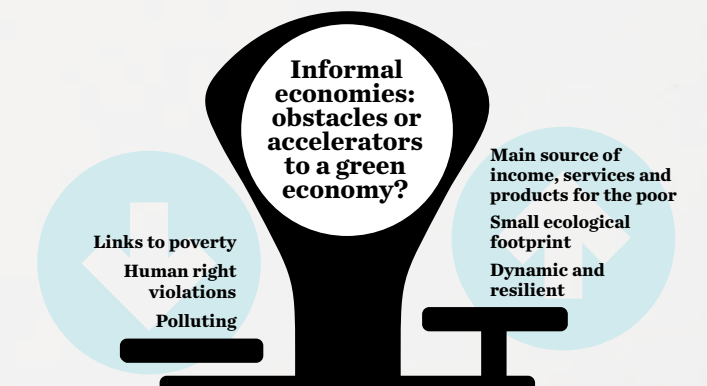 Informal
economies:
obstacles or
accelerators
to a green
economy?
Links to poverty
Human right
violations
Polluting
Main source of
income, services and
products for the poor
Small ecological
footprint
Dynamic and
resilient